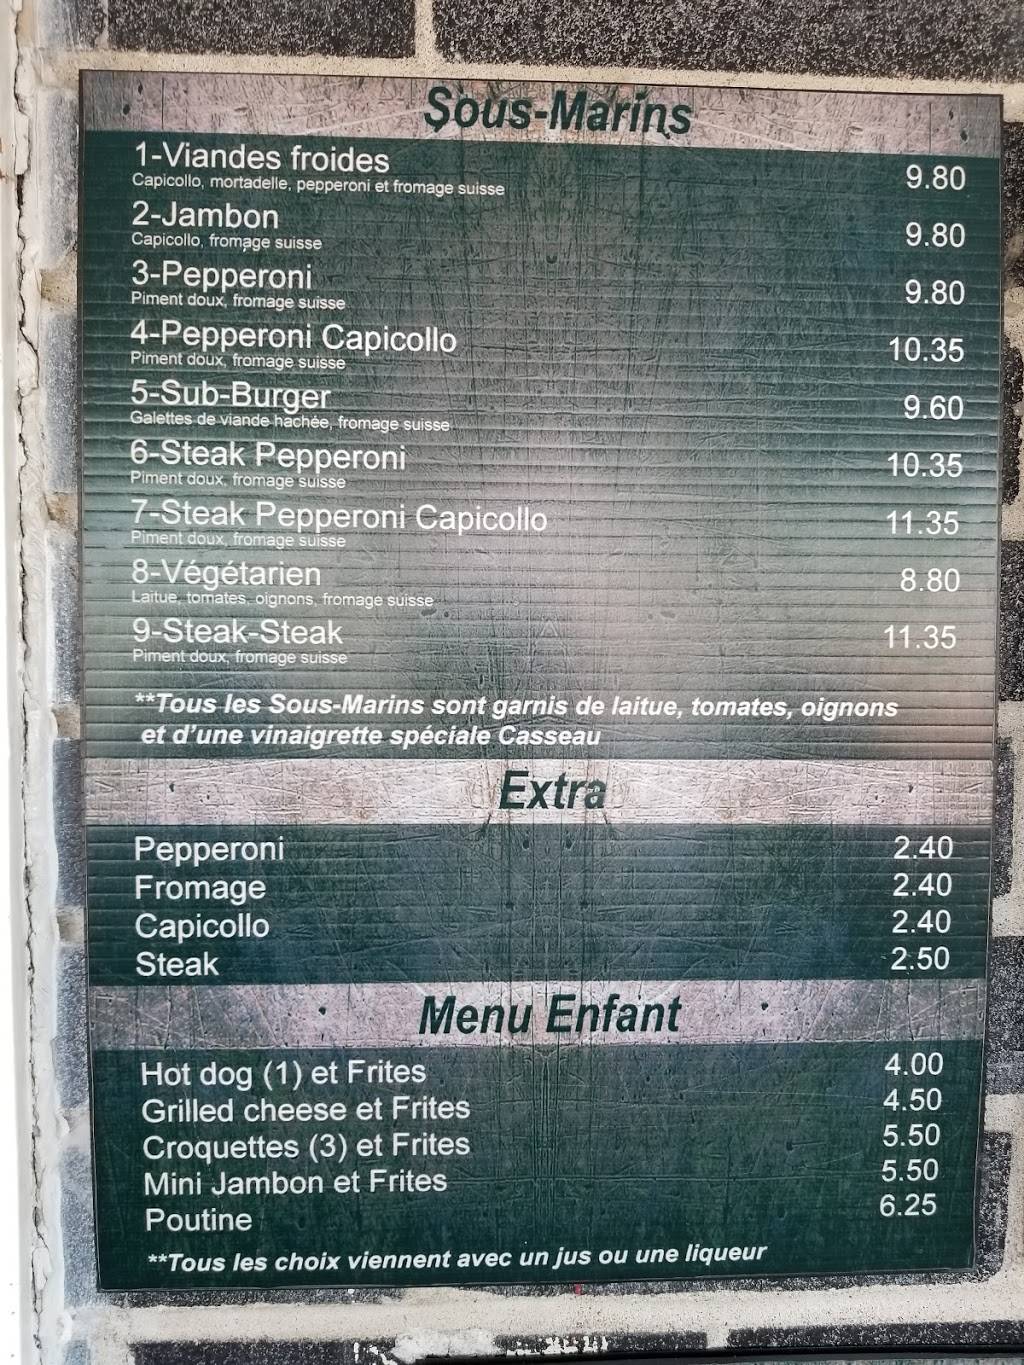 Sous-Marins
1-Viandes froides 9.80
Capicollo, mortadelle, pepperoni et fromage suisse
2-Jambon 9.80
Capicollo, fromage suisse
3-Pepperoni 9.80
Piment doux, fromage suisse
4-Pepperoni Capicollo 10.35
Piment doux, fromage suisse
5-Sub-Burger 9.60
Galettes de viande hachée, fromage suisse
6-Steak Pepperoni 10.35
Piment doux, fromage suisse
7-Steak Pepperoni Capicollo 11.35
Piment doux, fromage suisse
8-Végétarien 8.80
Laitue, tomates, oignons, fromage suisse
9-Steak-Steak 11.35
Piment doux, fromage suisse
**Tous les Sous-Marins sont garnis de laitue, tomates, oignons
et d'une vinaigrette spéciale Casseau
Extra
Pepperoni 2.40
Fromage 2.40
Capicollo 2.40
Steak 2.50
Menu Enfant
Hot dog (1) et Frites 4.00
Grilled cheese et Frites 4.50
Croquettes (3) et Frites 5.50
Mini Jambon et Frites 5.50
Poutine 6.25
**Tous les choix viennent avec un jus ou une liqueur